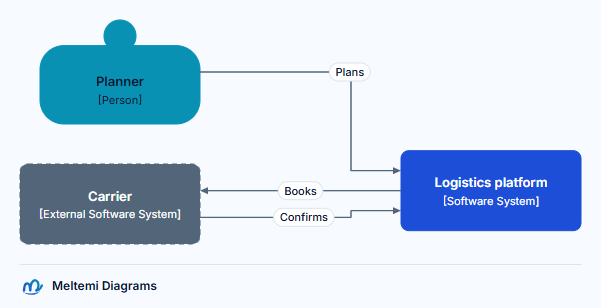 Planner
[Person]
Plans
Carrier
[External Software System]
Books
Confirms
Logistics platform
[Software System]
Meltemi Diagrams